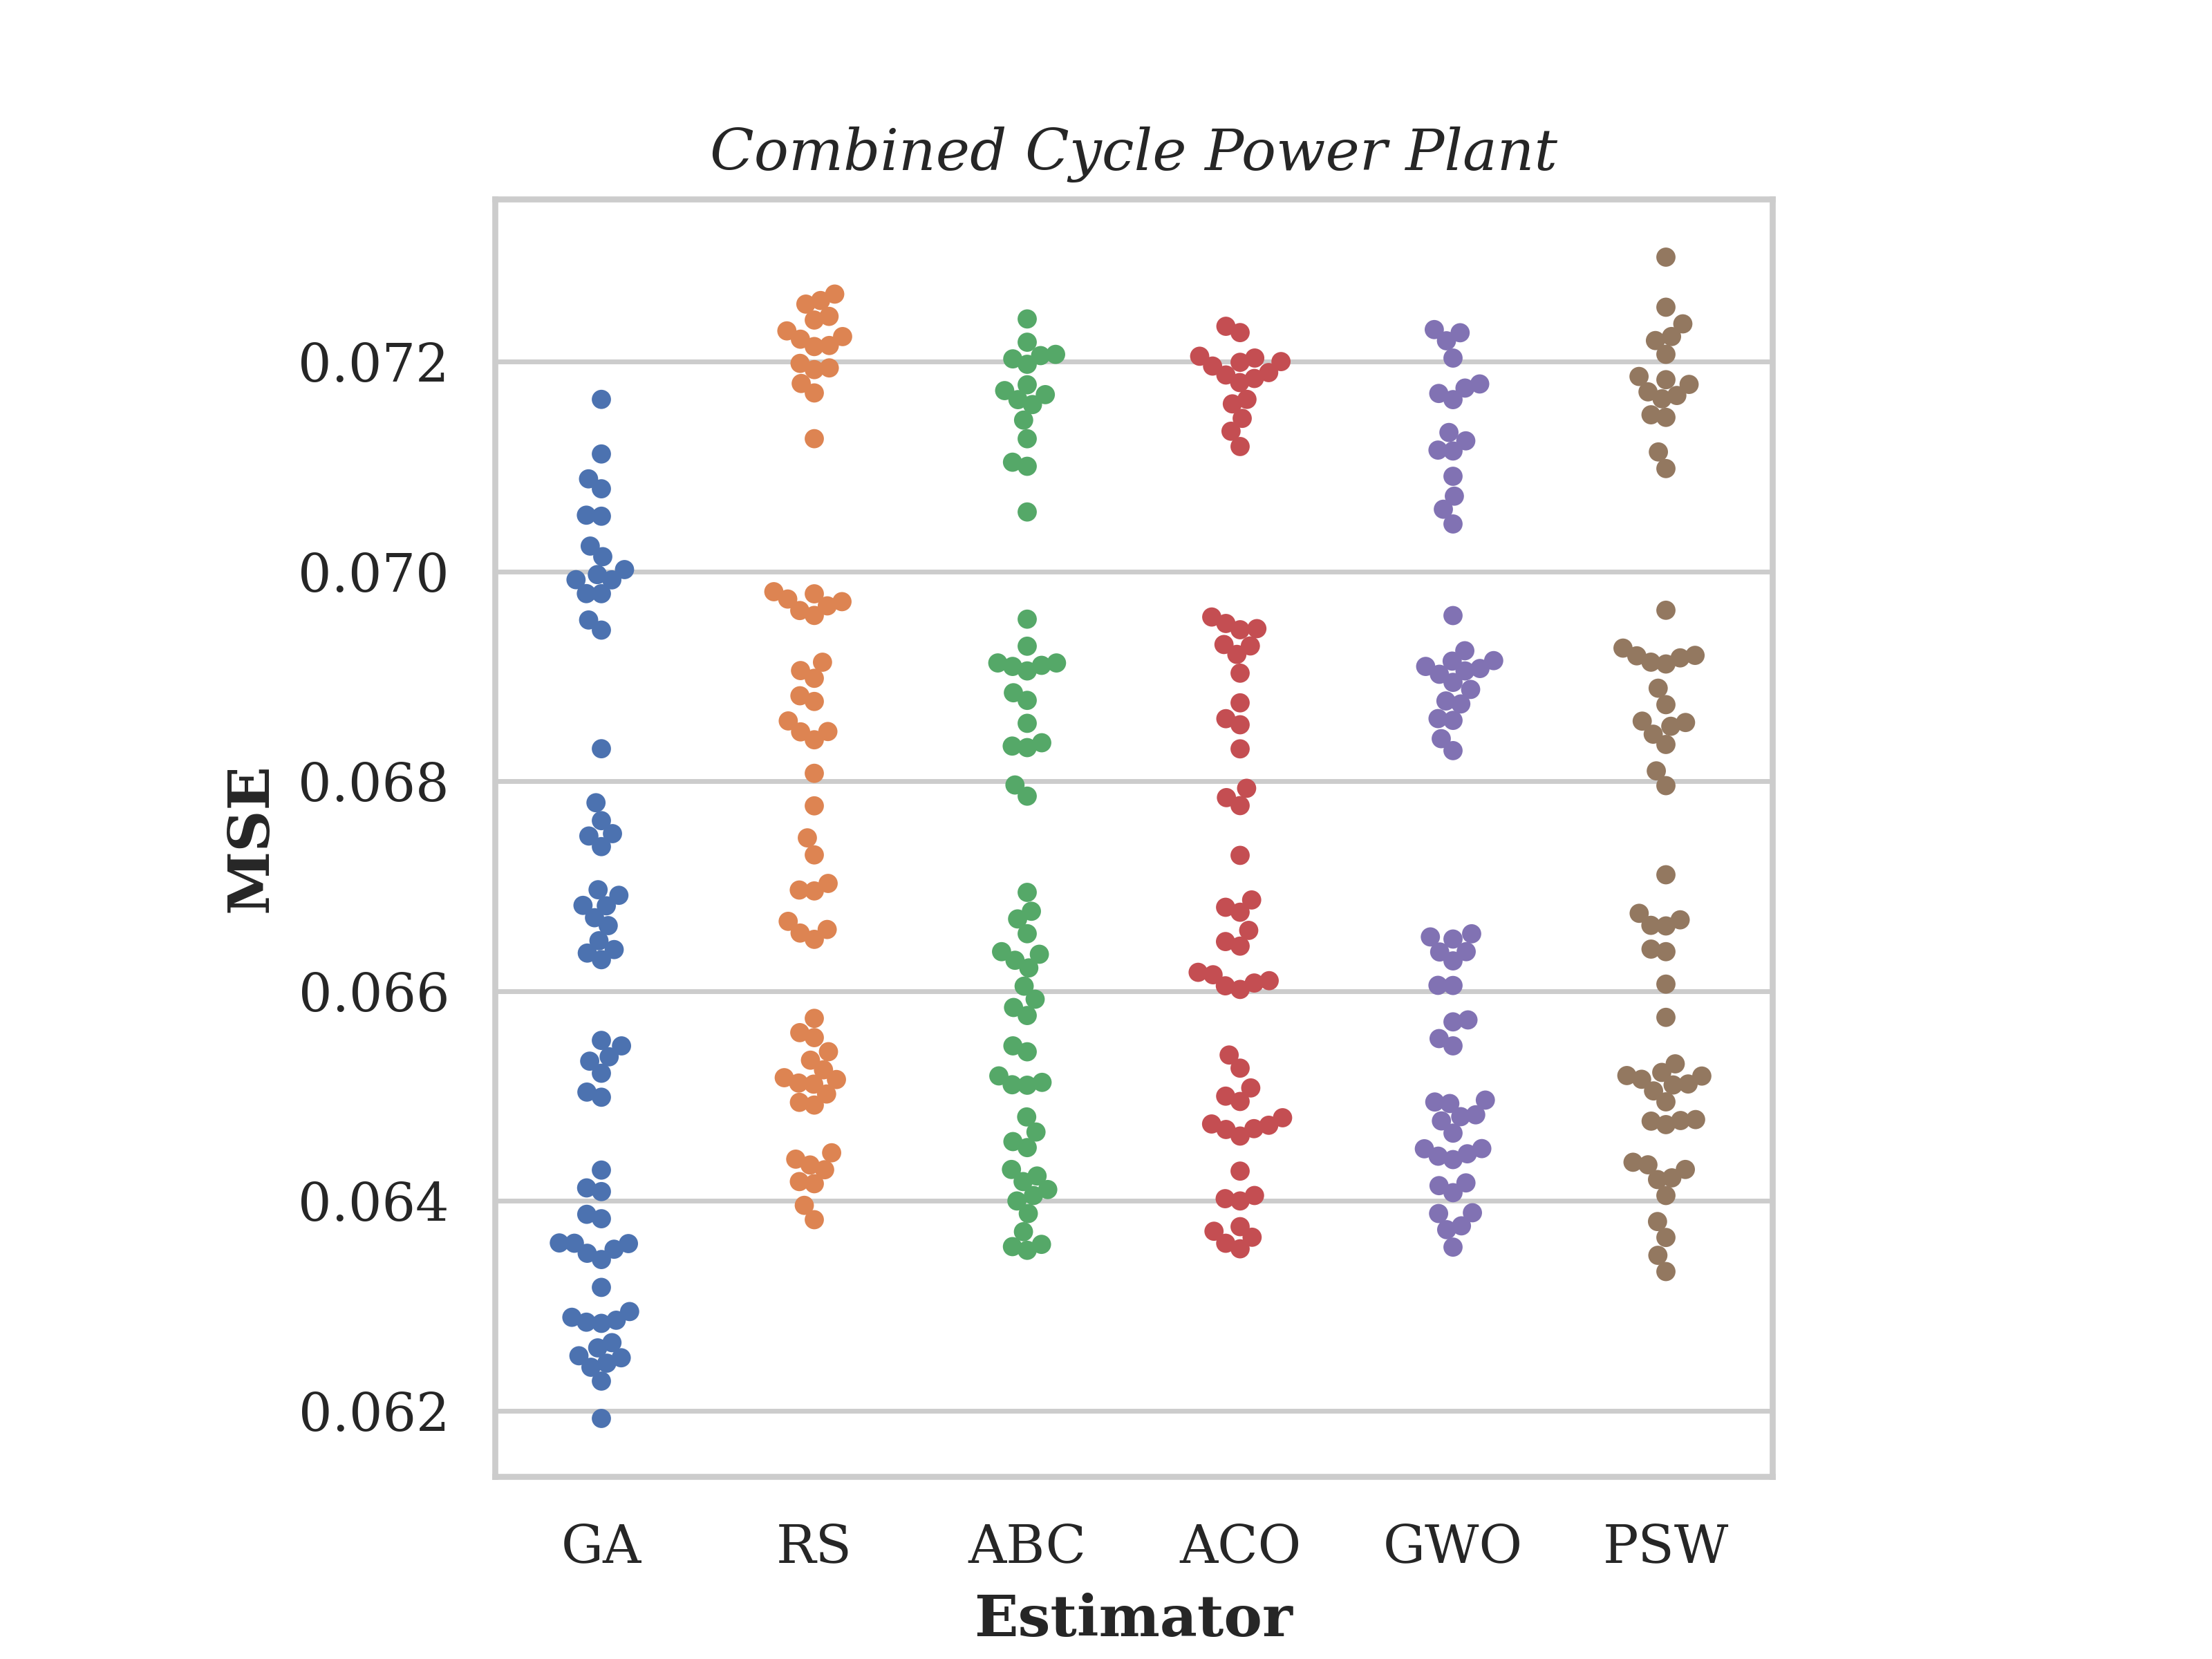 Combined Cycle Power Plant
0.072
0.070
0.068
0.066
0.064
0.062
MSE
GA RS ABC ACO GWO PSW
Estimator